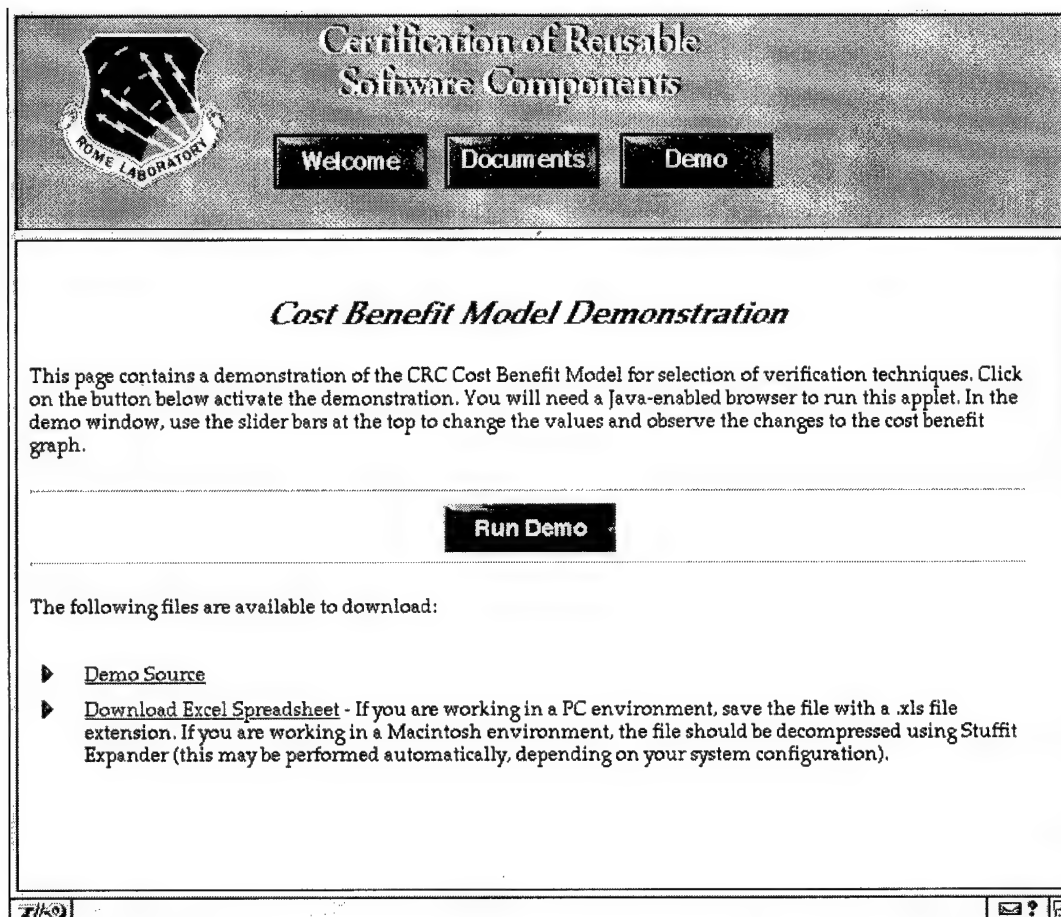 Certification of Reusable
Software Components
ROME LABORATORY
Welcome Documents Demo
Cost Benefit Model Demonstration
This page contains a demonstration of the CRC Cost Benefit Model for selection of verification techniques. Click
on the button below activate the demonstration. You will need a Java-enabled browser to run this applet. In the
demo window, use the slider bars at the top to change the values and observe the changes to the cost benefit
graph.
Run Demo
The following files are available to download:
Demo Source
Download Excel Spreadsheet - If you are working in a PC environment, save the file with a .xls file
extension. If you are working in a Macintosh environment, the file should be decompressed using Stuffit
Expander (this may be performed automatically, depending on your system configuration).
?